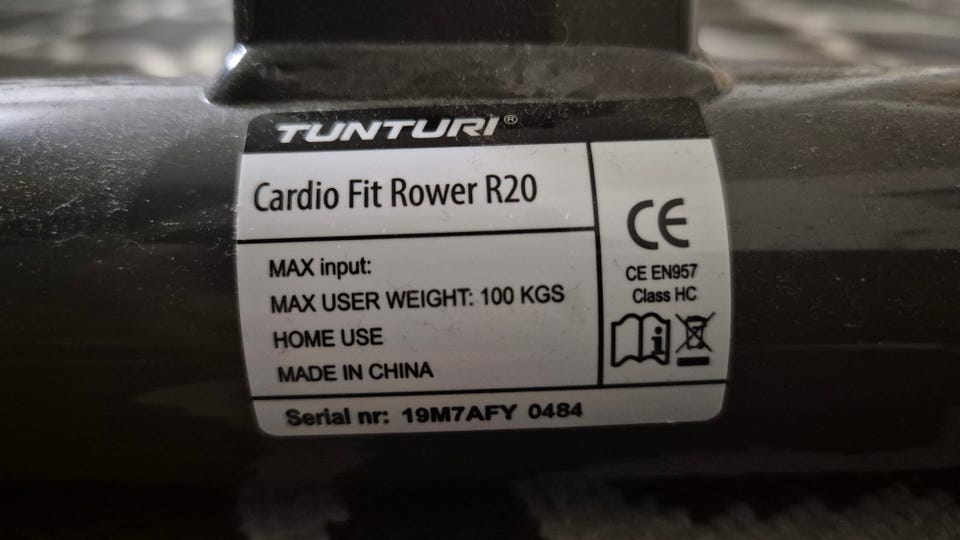 TUNTURI®
Cardio Fit Rower R20
MAX input:
MAX USER WEIGHT: 100 KGS
HOME USE
MADE IN CHINA
CE
CE EN957
Class HC
i
Serial nr: 19M7AFY 0484